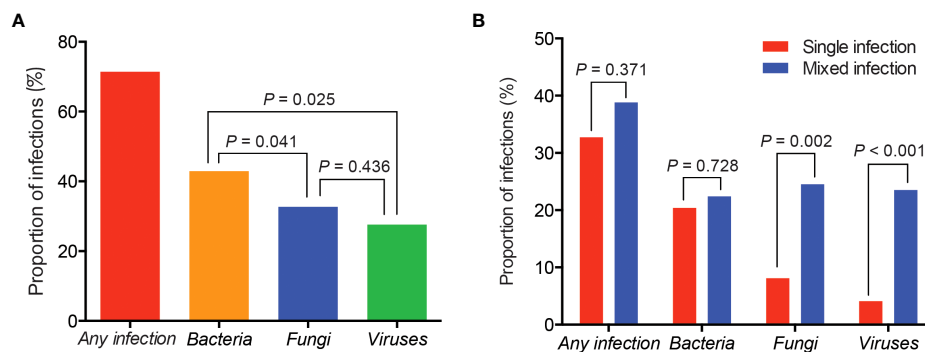 A
Proportion of infections (%)
80
60
40
20
0
P = 0.025
P = 0.041
P = 0.436
Any infection Bacteria Fungi Viruses
B
Proportion of infections (%)
50
40
30
20
10
0
Single infection
Mixed infection
P = 0.371
P = 0.728
P = 0.002
P < 0.001
Any infection Bacteria Fungi Viruses